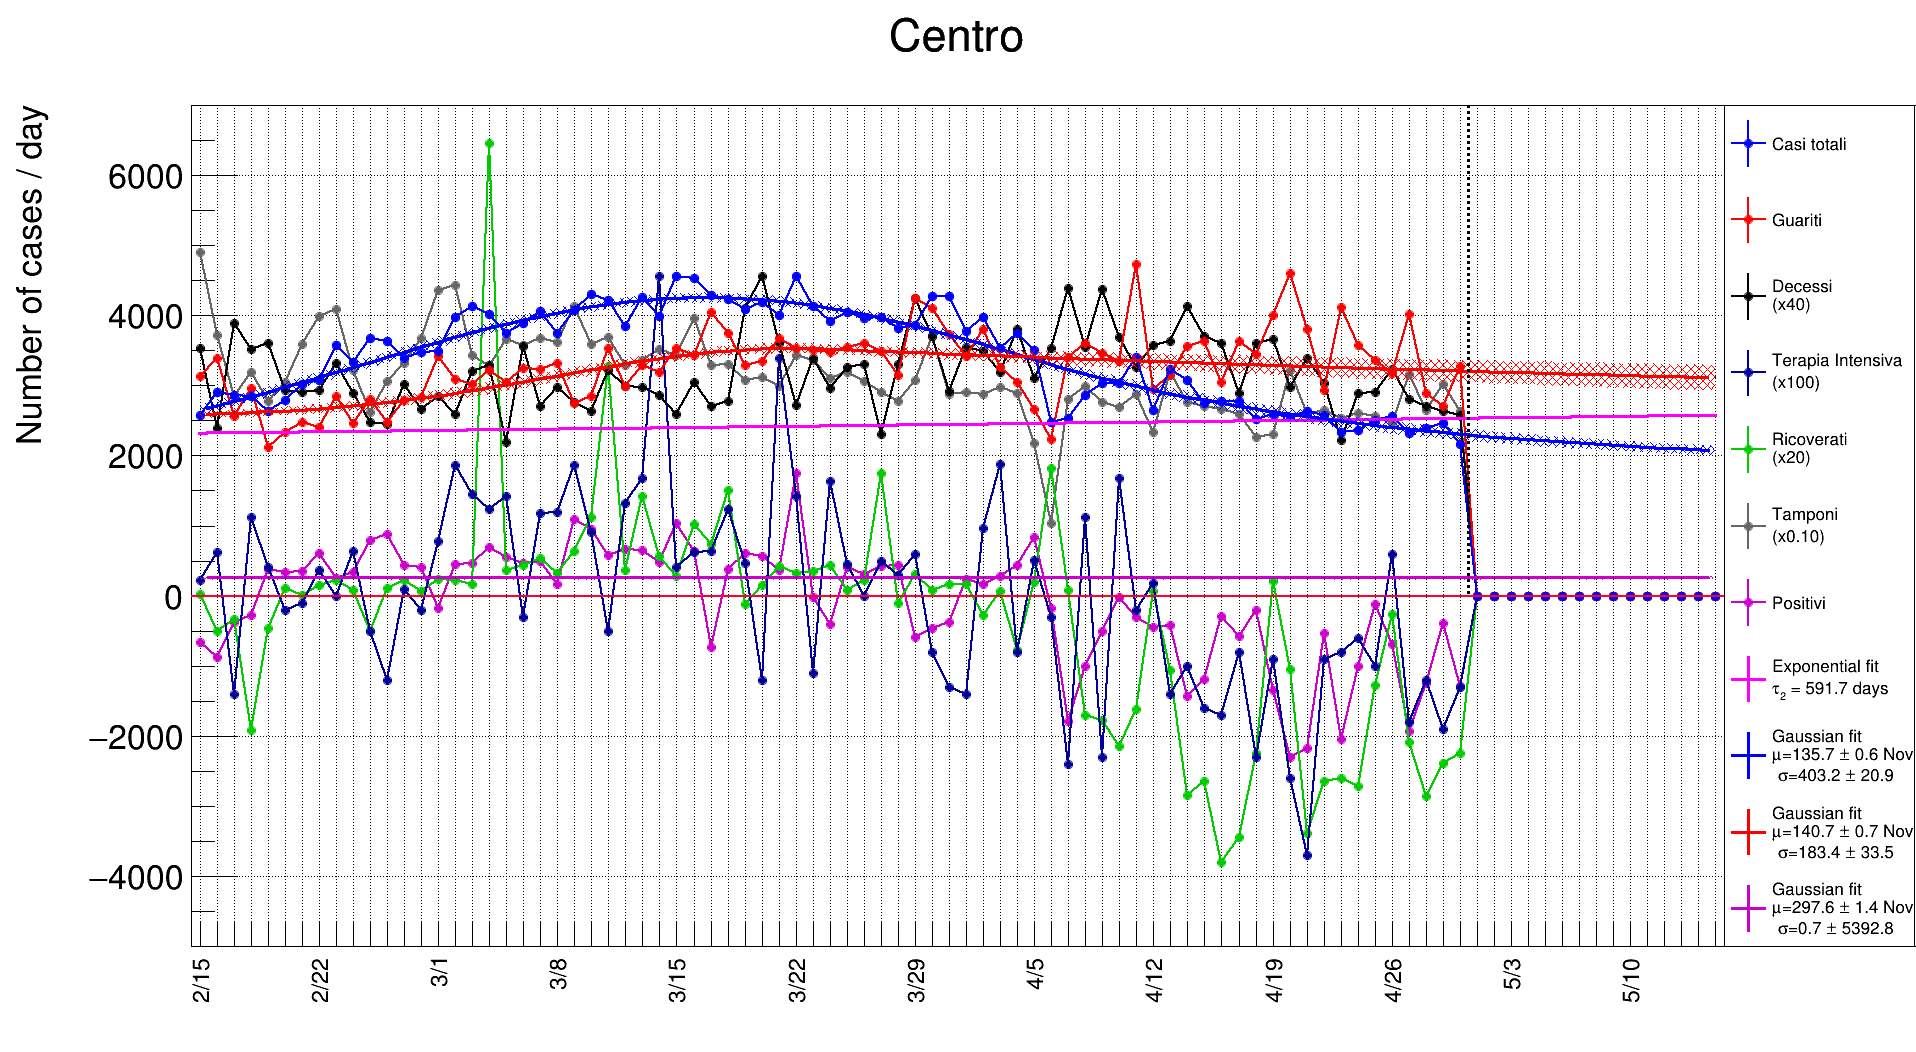 Centro
Number of cases / day
6000
4000
2000
0
−2000
−4000
2/15
2/22
3/1
3/8
3/15
3/22
3/29
4/5
4/12
4/19
4/26
5/3
5/10
Casi totali
Guariti
Decessi
(x40)
Terapia Intensiva
(x100)
Ricoverati
(x20)
Tamponi
(x0.10)
Positivi
Exponential fit
τ₂ = 591.7 days
Gaussian fit
μ=135.7 ± 0.6 Nov
σ=403.2 ± 20.9
Gaussian fit
μ=140.7 ± 0.7 Nov
σ=183.4 ± 33.5
Gaussian fit
μ=297.6 ± 1.4 Nov
σ=0.7 ± 5392.8